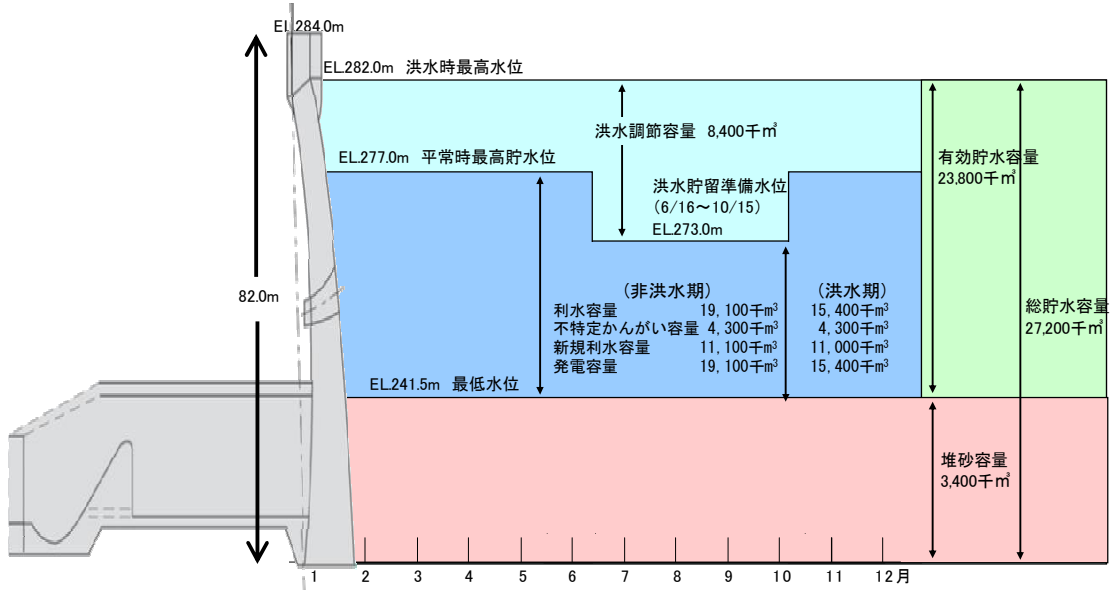 EL.284.0m
EL.282.0m 洪水時最高水位
洪水調節容量 8,400千㎥
EL.277.0m 平常時最高貯水位
有効貯水容量
23,800千㎥
洪水貯留準備水位
(6/16～10/15)
EL.273.0m
82.0m
(非洪水期) (洪水期)
利水容量 19,100千m³ 15,400千m³
不特定かんがい容量 4,300千m³ 4,300千m³
新規利水容量 11,100千m³ 11,000千m³
発電容量 19,100千m³ 15,400千m³
総貯水容量
27,200千㎥
EL.241.5m 最低水位
堆砂容量
3,400千㎥
1 2 3 4 5 6 7 8 9 10 11 12月